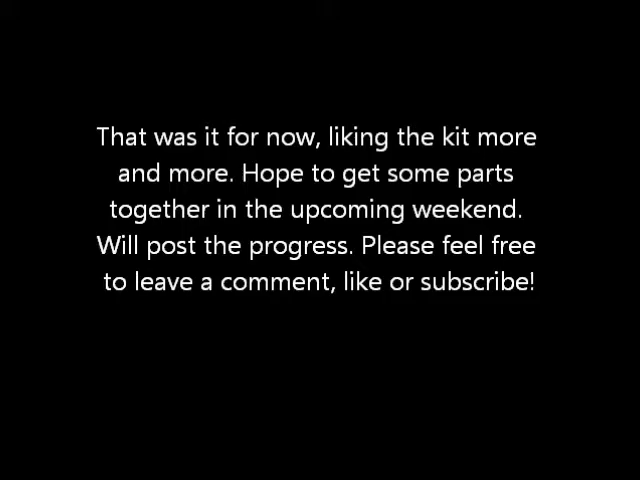 That was it for now, liking the kit more
and more. Hope to get some parts
together in the upcoming weekend.
Will post the progress. Please feel free
to leave a comment, like or subscribe!